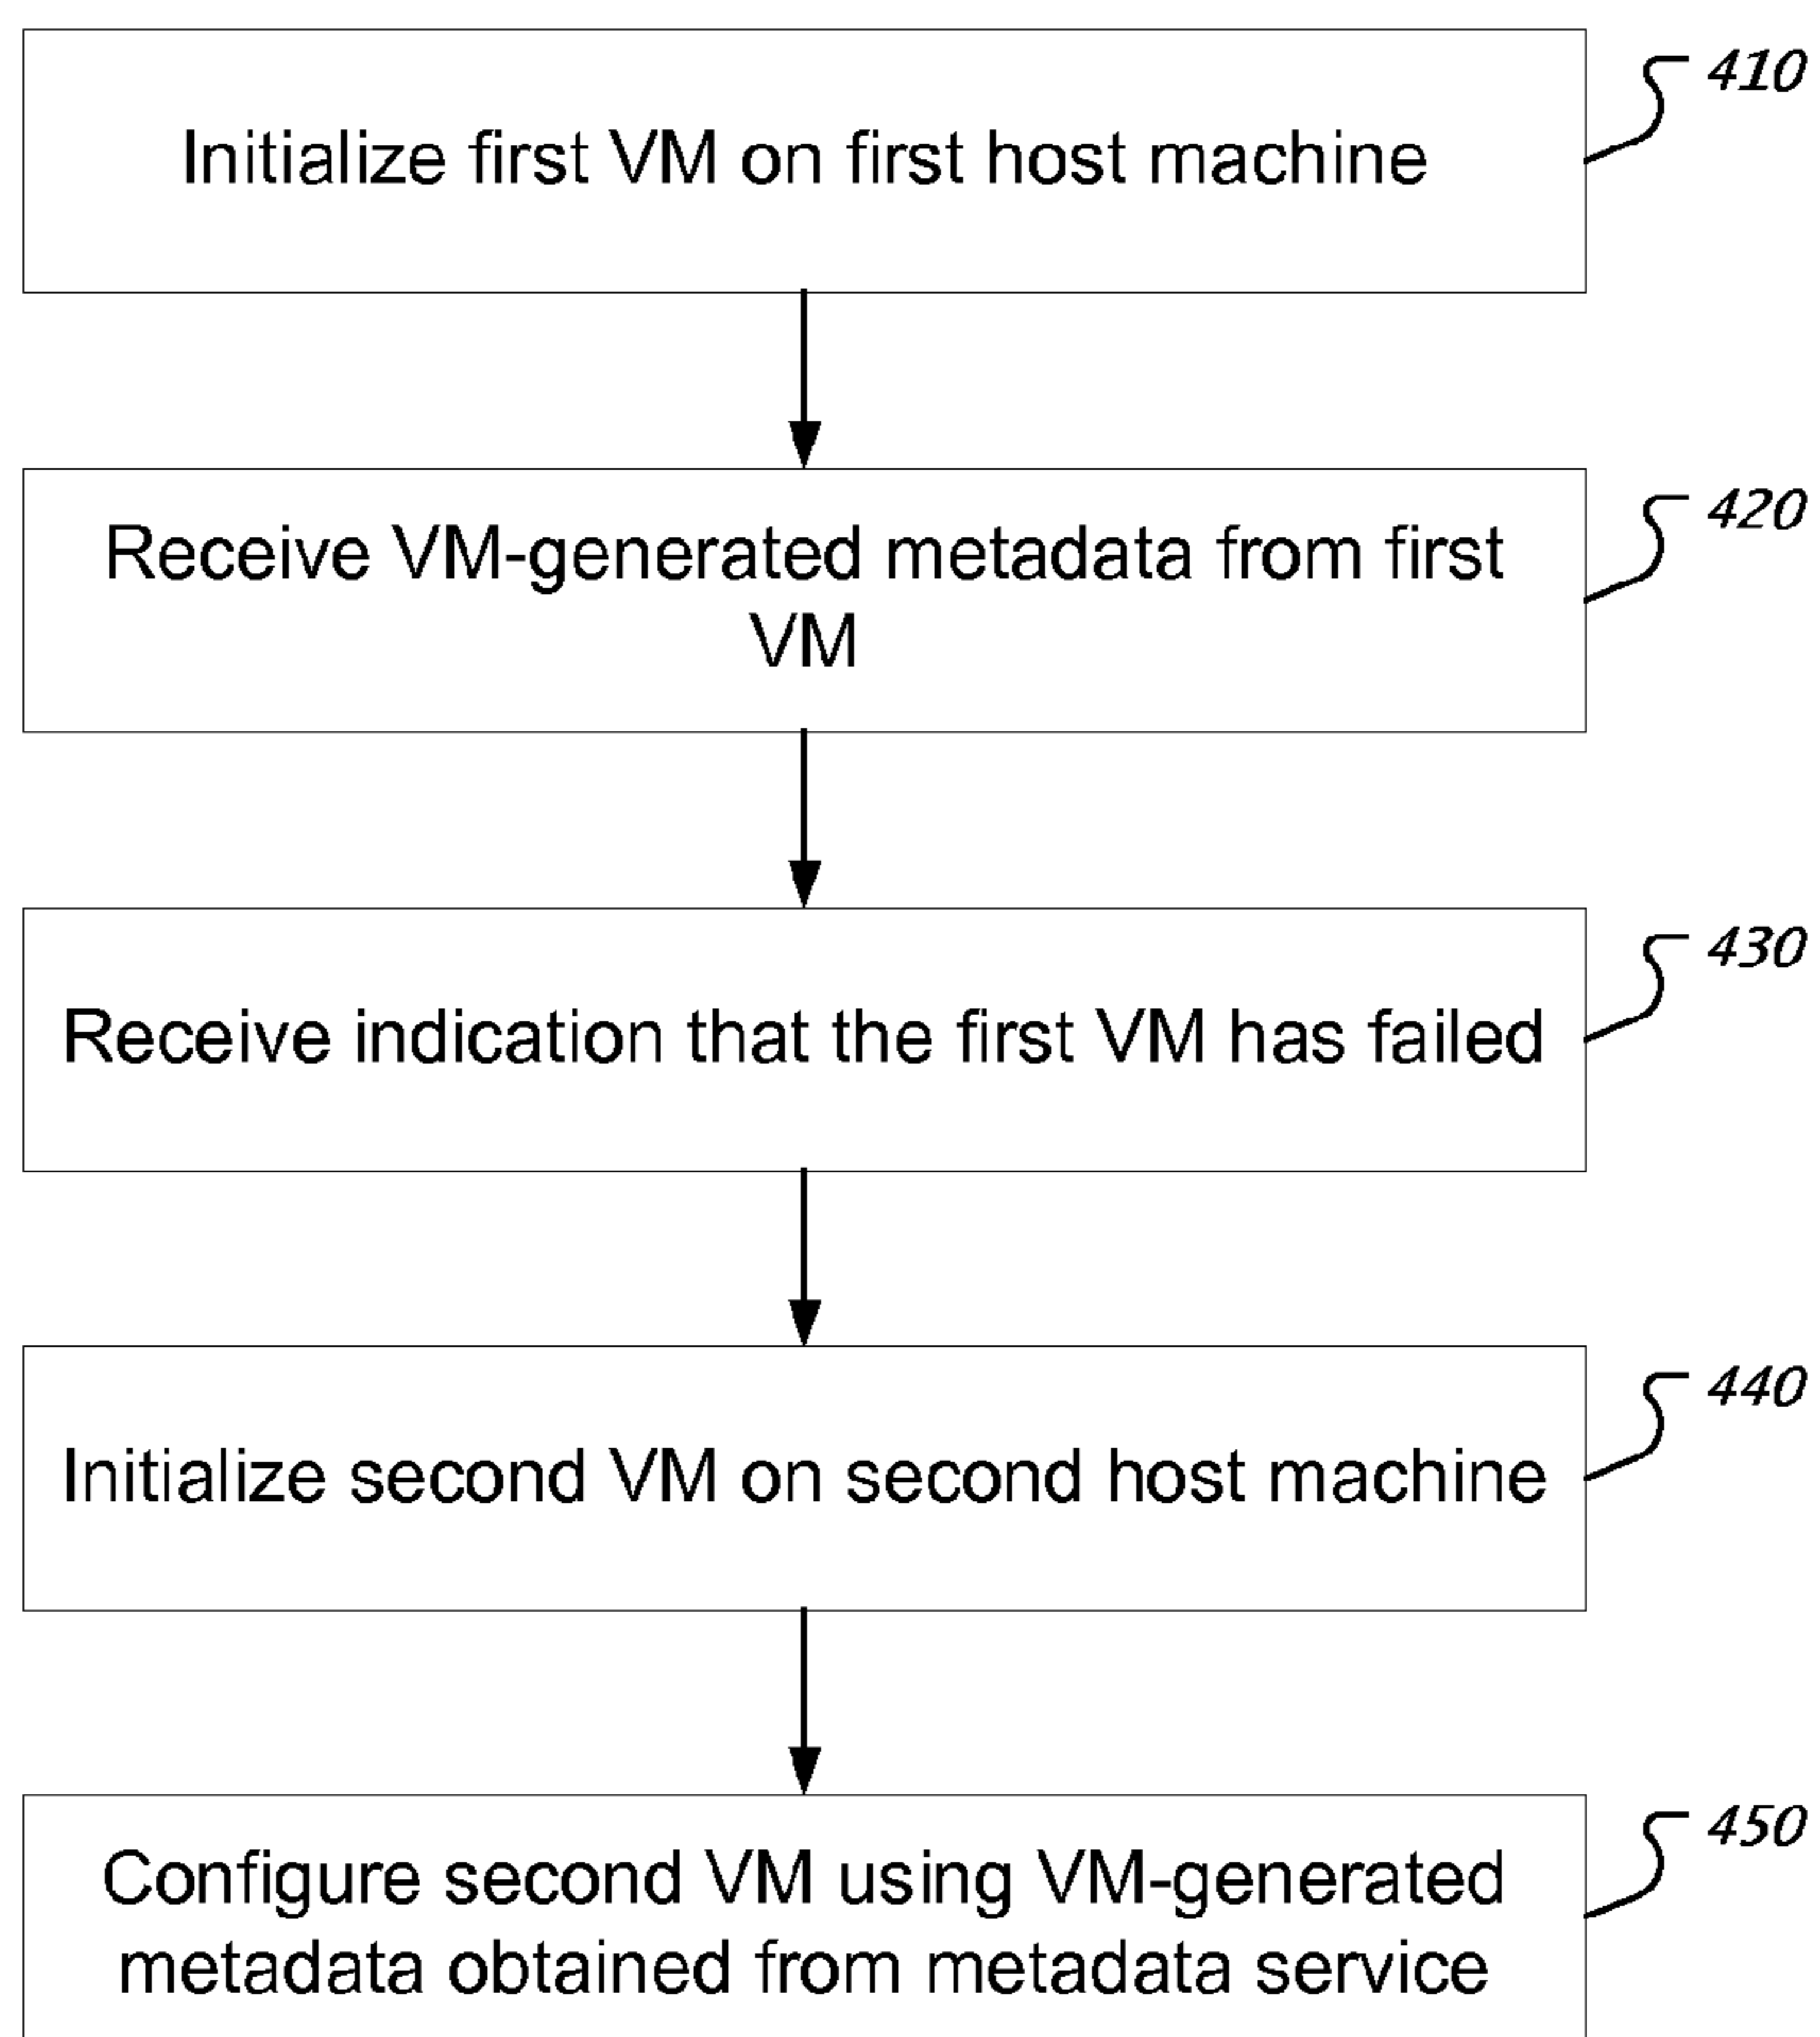 410
Initialize first VM on first host machine
420
Receive VM-generated metadata from first
VM
430
Receive indication that the first VM has failed
440
Initialize second VM on second host machine
450
Configure second VM using VM-generated
metadata obtained from metadata service